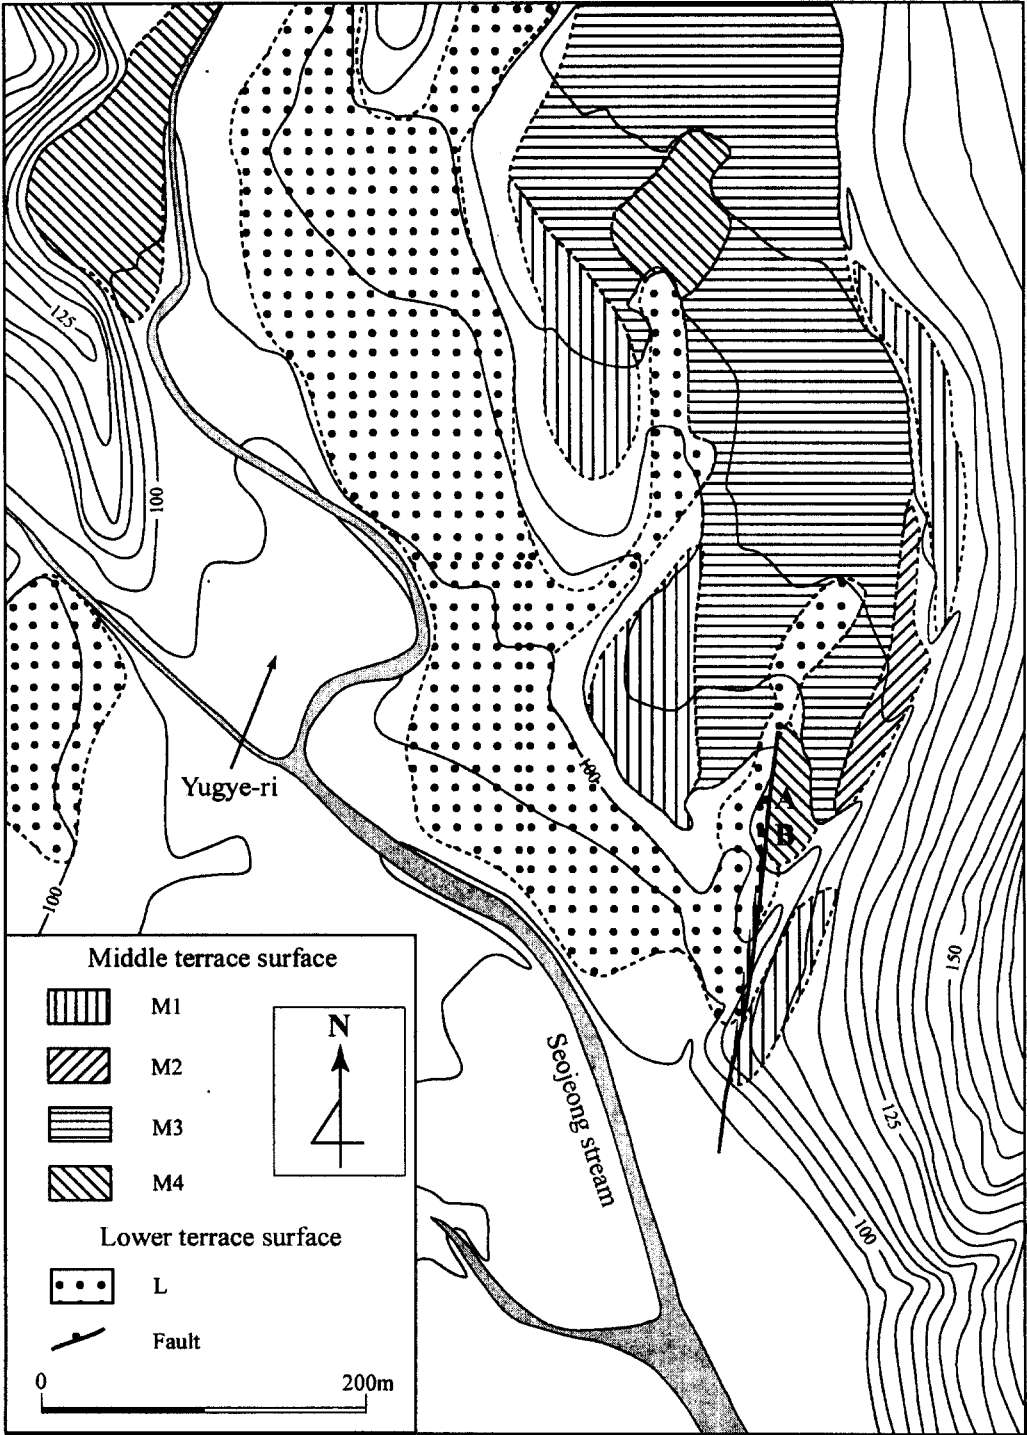 125
100
Yugye-ri
100
A
B
100
150
125
100
Seojeong stream
Middle terrace surface
M1
M2
M3
M4
N
Lower terrace surface
L
Fault
0 200m